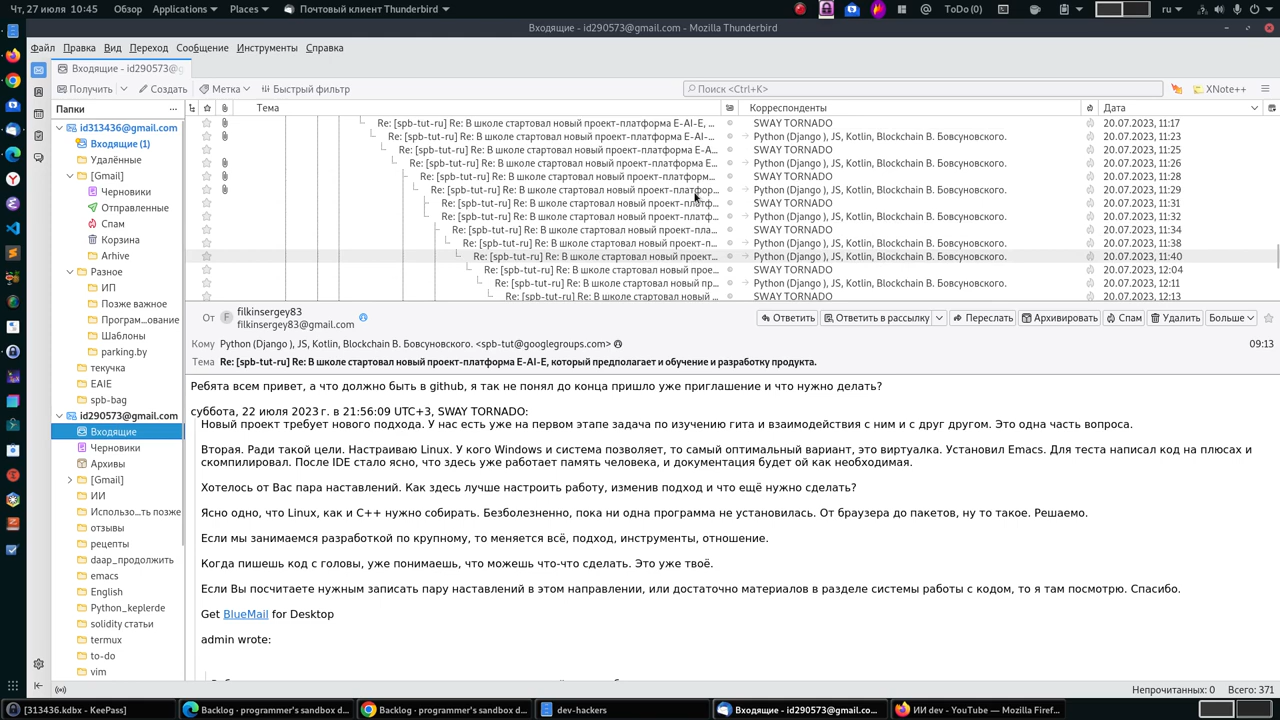 Чт, 27 июля 10:45 Обзор Applications Places Почтовый клиент Thunderbird @ ToDo (0) ru
Входящие - id290573@gmail.com - Mozilla Thunderbird
Файл Правка Вид Переход Сообщение Инструменты Справка
Входящие - id290573@g
Получить Создать Метка Быстрый фильтр Поиск <Ctrl+K> XNote++
Папки ... Тема Корреспонденты Дата
id313436@gmail.com
Входящие (1)
Удалённые
[Gmail]
Черновики
Отправленные
Спам
Корзина
Arhive
Разное
ИП
Позже важное
Програм...ование
Шаблоны
parking.by
текучка
EAIE
spb-bag
id290573@gmail.com
Входящие
Черновики
Архивы
[Gmail]
ИИ
Использо...ть позже
отзывы
рецепты
daap_продолжить
emacs
English
Python_keplerde
solidity статьи
termux
to-do
vim
Re: [spb-tut-ru] Re: В школе стартовал новый проект-платформа E-AI-E, ... SWAY TORNADO 20.07.2023, 11:17
Re: [spb-tut-ru] Re: В школе стартовал новый проект-платформа E-AI-... Python (Django ), JS, Kotlin, Blockchain В. Бовсуновского. 20.07.2023, 11:23
Re: [spb-tut-ru] Re: В школе стартовал новый проект-платформа E-A... SWAY TORNADO 20.07.2023, 11:25
Re: [spb-tut-ru] Re: В школе стартовал новый проект-платформа E... Python (Django ), JS, Kotlin, Blockchain В. Бовсуновского. 20.07.2023, 11:26
Re: [spb-tut-ru] Re: В школе стартовал новый проект-платформ... SWAY TORNADO 20.07.2023, 11:28
Re: [spb-tut-ru] Re: В школе стартовал новый проект-платфор... Python (Django ), JS, Kotlin, Blockchain В. Бовсуновского. 20.07.2023, 11:29
Re: [spb-tut-ru] Re: В школе стартовал новый проект-платф... SWAY TORNADO 20.07.2023, 11:31
Re: [spb-tut-ru] Re: В школе стартовал новый проект-платф... Python (Django ), JS, Kotlin, Blockchain В. Бовсуновского. 20.07.2023, 11:32
Re: [spb-tut-ru] Re: В школе стартовал новый проект-пла... SWAY TORNADO 20.07.2023, 11:34
Re: [spb-tut-ru] Re: В школе стартовал новый проект-п... Python (Django ), JS, Kotlin, Blockchain В. Бовсуновского. 20.07.2023, 11:38
Re: [spb-tut-ru] Re: В школе стартовал новый проект... Python (Django ), JS, Kotlin, Blockchain В. Бовсуновского. 20.07.2023, 11:40
Re: [spb-tut-ru] Re: В школе стартовал новый прое... SWAY TORNADO 20.07.2023, 12:04
Re: [spb-tut-ru] Re: В школе стартовал новый пр... Python (Django ), JS, Kotlin, Blockchain В. Бовсуновского. 20.07.2023, 12:11
Re: [spb-tut-ru] Re: В школе стартовал новый ... SWAY TORNADO 20.07.2023, 12:13
От F filkinsergey83
filkinsergey83@gmail.com
Ответить Ответить в рассылку Переслать Архивировать Спам Удалить Больше
Кому Python (Django ), JS, Kotlin, Blockchain В. Бовсуновского. <spb-tut@googlegroups.com> 09:13
Тема Re: [spb-tut-ru] Re: В школе стартовал новый проект-платформа E-AI-E, который предполагает и обучение и разработку продукта.
Ребята всем привет, а что должно быть в github, я так не понял до конца пришло уже приглашение и что нужно делать?
суббота, 22 июля 2023 г. в 21:56:09 UTC+3, SWAY TORNADO:
Новый проект требует нового подхода. У нас есть уже на первом этапе задача по изучению гита и взаимодействия с ним и с друг другом. Это одна часть вопроса.
Вторая. Ради такой цели. Настраиваю Linux. У кого Windows и система позволяет, то самый оптимальный вариант, это виртуалка. Установил Emacs. Для теста написал код на плюсах и
скомпилировал. После IDE стало ясно, что здесь уже работает память человека, и документация будет ой как необходимая.
Хотелось от Вас пара наставлений. Как здесь лучше настроить работу, изменив подход и что ещё нужно сделать?
Ясно одно, что Linux, как и C++ нужно собирать. Безболезненно, пока ни одна программа не установилась. От браузера до пакетов, ну то такое. Решаемо.
Если мы занимаемся разработкой по крупному, то меняется всё, подход, инструменты, отношение.
Когда пишешь код с головы, уже понимаешь, что можешь что-что сделать. Это уже твоё.
Если Вы посчитаете нужным записать пару наставлений в этом направлении, или достаточно материалов в разделе системы работы с кодом, то я там посмотрю. Спасибо.
Get BlueMail for Desktop
admin wrote:
Непрочитанных: 0 Всего: 371
[313436.kdbx] - KeePass] Backlog - programmer's sandbox d... Backlog - programmer's sandbox d... dev-hackers Входящие - id290573@gmail.co... ИИ dev - YouTube — Mozilla Firef...